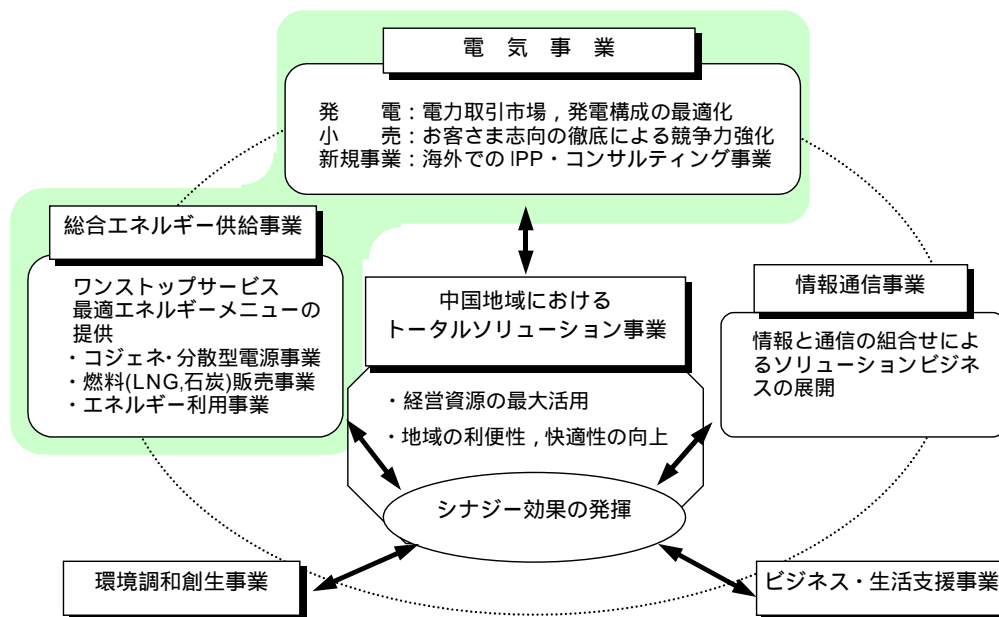 電 気 事 業
発 電：電力取引市場，発電構成の最適化
小 売：お客さま志向の徹底による競争力強化
新規事業：海外でのIPP・コンサルティング事業
総合エネルギー供給事業
ワンストップサービス
最適エネルギーメニューの
提供
・コジェネ・分散型電源事業
・燃料(LNG,石炭)販売事業
・エネルギー利用事業
中国地域における
トータルソリューション事業
・経営資源の最大活用
・地域の利便性，快適性の向上
シナジー効果の発揮
情報通信事業
情報と通信の組合せによ
るソリューションビジネ
スの展開
環境調和創生事業
ビジネス・生活支援事業